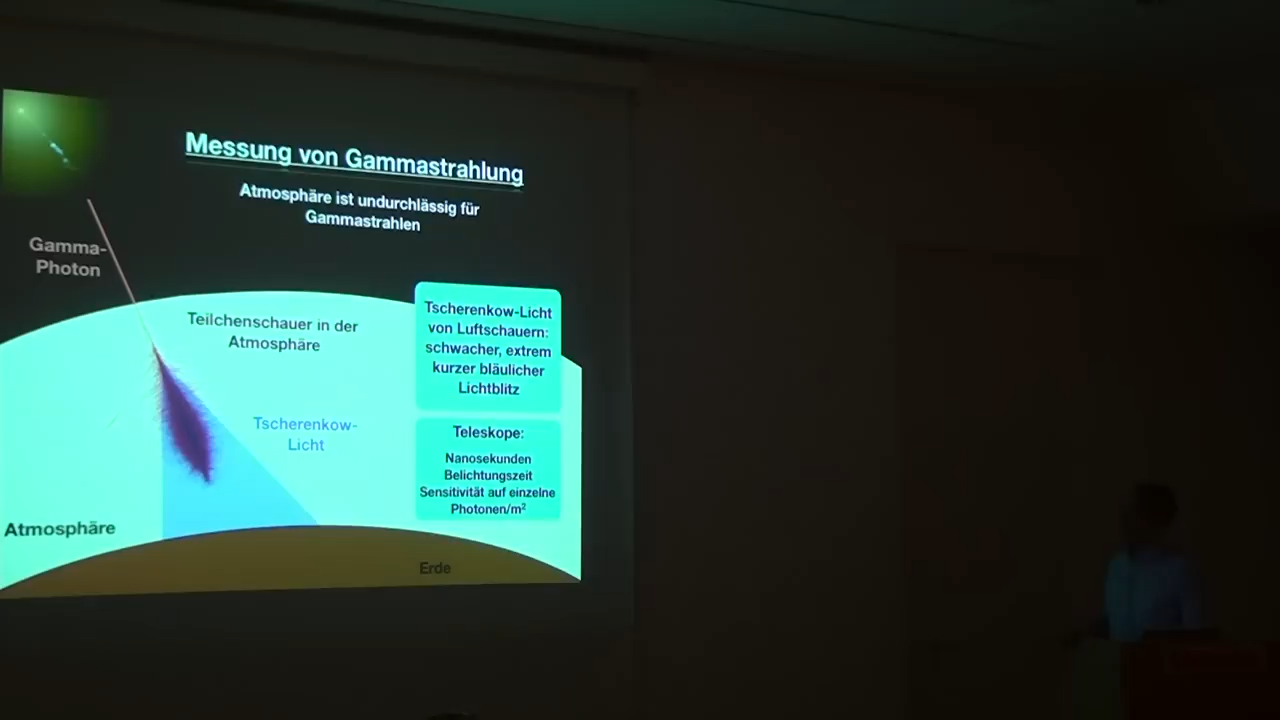 Messung von Gammastrahlung
Atmosphäre ist undurchlässig für
Gammastrahlen
Gamma-
Photon
Teilchenschauer in der
Atmosphäre
Tscherenkow-Licht
von Luftschauern:
schwacher, extrem
kurzer bläulicher
Lichtblitz
Tscherenkow-
Licht
Teleskope:
Nanosekunden
Belichtungszeit
Sensitivität auf einzelne
Photonen/m²
Atmosphäre
Erde